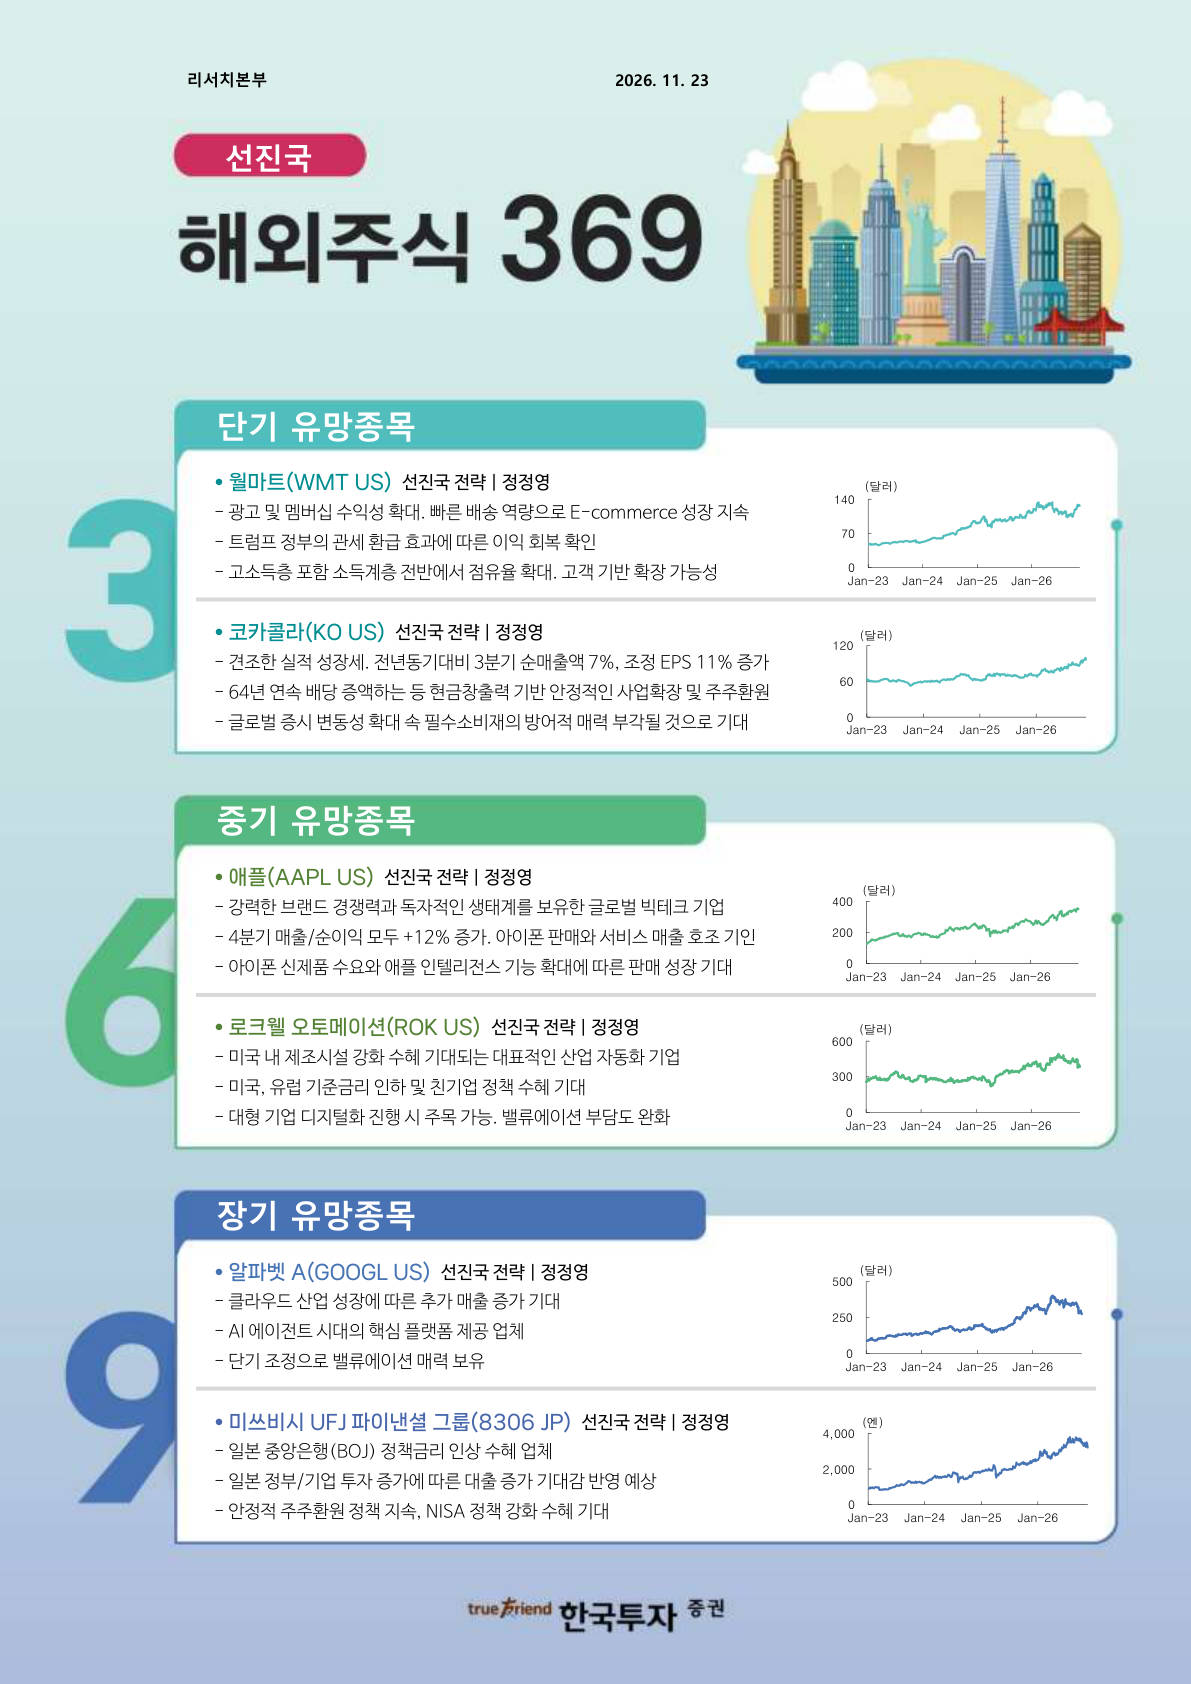 리서치본부
2026. 11. 23
선진국
해외주식 369
3
단기 유망종목
• 월마트(WMT US) 선진국 전략 | 정정영
- 광고 및 멤버십 수익성 확대. 빠른 배송 역량으로 E-commerce 성장 지속
- 트럼프 정부의 관세 환급 효과에 따른 이익 회복 확인
- 고소득층 포함 소득계층 전반에서 점유율 확대. 고객 기반 확장 가능성
(달러)
140
70
0
Jan-23 Jan-24 Jan-25 Jan-26
• 코카콜라(KO US) 선진국 전략 | 정정영
- 견조한 실적 성장세. 전년동기대비 3분기 순매출액 7%, 조정 EPS 11% 증가
- 64년 연속 배당 증액하는 등 현금창출력 기반 안정적인 사업확장 및 주주환원
- 글로벌 증시 변동성 확대 속 필수소비재의 방어적 매력 부각될 것으로 기대
(달러)
120
60
0
Jan-23 Jan-24 Jan-25 Jan-26
6
중기 유망종목
• 애플(AAPL US) 선진국 전략 | 정정영
- 강력한 브랜드 경쟁력과 독자적인 생태계를 보유한 글로벌 빅테크 기업
- 4분기 매출/순이익 모두 +12% 증가. 아이폰 판매와 서비스 매출 호조 기인
- 아이폰 신제품 수요와 애플 인텔리전스 기능 확대에 따른 판매 성장 기대
(달러)
400
200
0
Jan-23 Jan-24 Jan-25 Jan-26
• 로크웰 오토메이션(ROK US) 선진국 전략 | 정정영
- 미국 내 제조시설 강화 수혜 기대되는 대표적인 산업 자동화 기업
- 미국, 유럽 기준금리 인하 및 친기업 정책 수혜 기대
- 대형 기업 디지털화 진행 시 주목 가능. 밸류에이션 부담도 완화
(달러)
600
300
0
Jan-23 Jan-24 Jan-25 Jan-26
9
장기 유망종목
• 알파벳 A(GOOGL US) 선진국 전략 | 정정영
- 클라우드 산업 성장에 따른 추가 매출 증가 기대
- AI 에이전트 시대의 핵심 플랫폼 제공 업체
- 단기 조정으로 밸류에이션 매력 보유
(달러)
500
250
0
Jan-23 Jan-24 Jan-25 Jan-26
• 미쓰비시 UFJ 파이낸셜 그룹(8306 JP) 선진국 전략 | 정정영
- 일본 중앙은행(BOJ) 정책금리 인상 수혜 업체
- 일본 정부/기업 투자 증가에 따른 대출 증가 기대감 반영 예상
- 안정적 주주환원 정책 지속, NISA 정책 강화 수혜 기대
(엔)
4,000
2,000
0
Jan-23 Jan-24 Jan-25 Jan-26
true friend 한국투자 증권